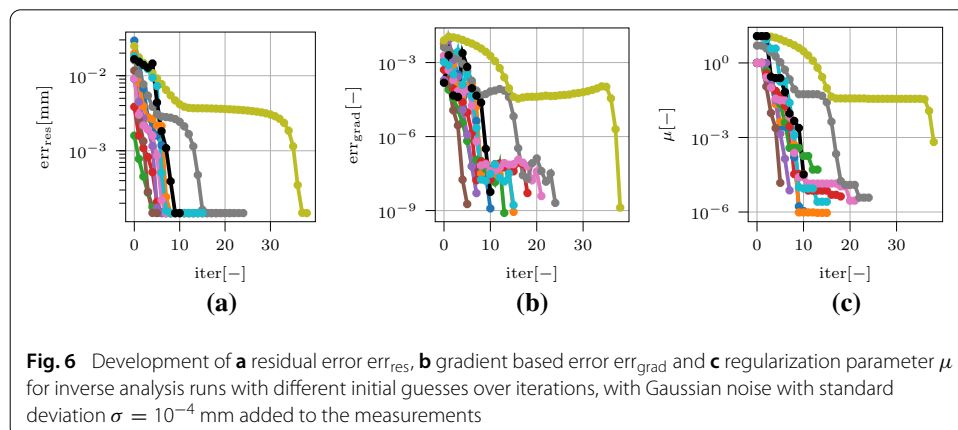 10⁻²
10⁻³
err_res[mm]
0 10 20 30
iter[−]
(a)
10⁻³
10⁻⁶
10⁻⁹
err_grad[−]
0 10 20 30
iter[−]
(b)
10⁰
10⁻³
10⁻⁶
μ[−]
0 10 20 30
iter[−]
(c)
Fig. 6 Development of a residual error err_res, b gradient based error err_grad and c regularization parameter μ
for inverse analysis runs with different initial guesses over iterations, with Gaussian noise with standard
deviation σ = 10⁻⁴ mm added to the measurements